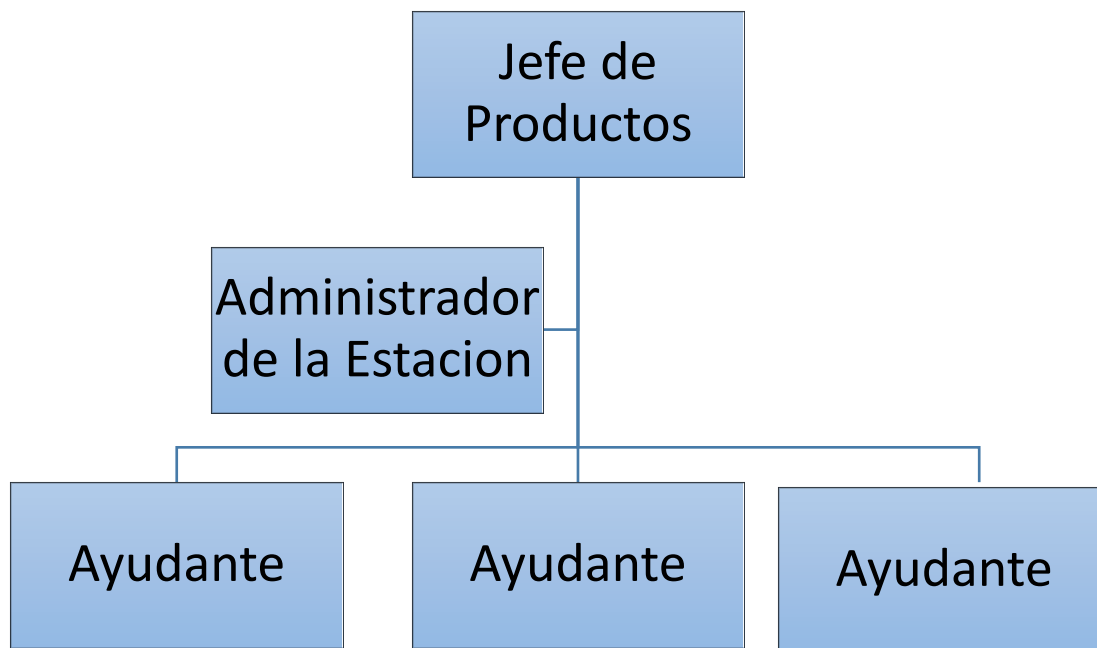 Jefe de
Productos
Administrador
de la Estacion
Ayudante
Ayudante
Ayudante